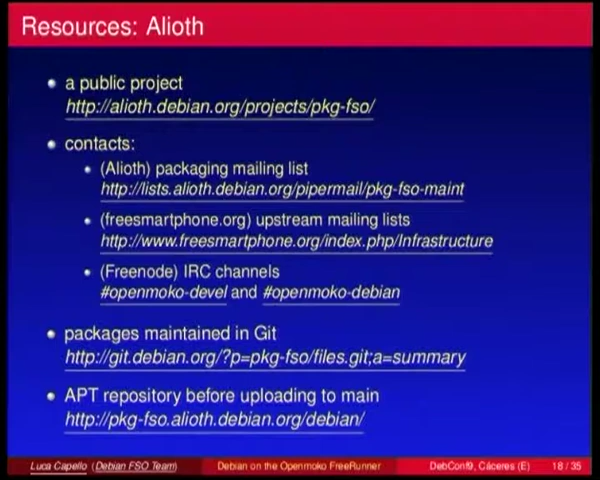 Resources: Alioth
a public project
http://alioth.debian.org/projects/pkg-fso/
contacts:
(Alioth) packaging mailing list
http://lists.alioth.debian.org/pipermail/pkg-fso-maint
(freesmartphone.org) upstream mailing lists
http://www.freesmartphone.org/index.php/Infrastructure
(Freenode) IRC channels
#openmoko-devel and #openmoko-debian
packages maintained in Git
http://git.debian.org/?p=pkg-fso/files.git;a=summary
APT repository before uploading to main
http://pkg-fso.alioth.debian.org/debian/
Luca Capello (Debian FSO Team) Debian on the Openmoko FreeRunner DebConf9, Cáceres (E) 18 / 35